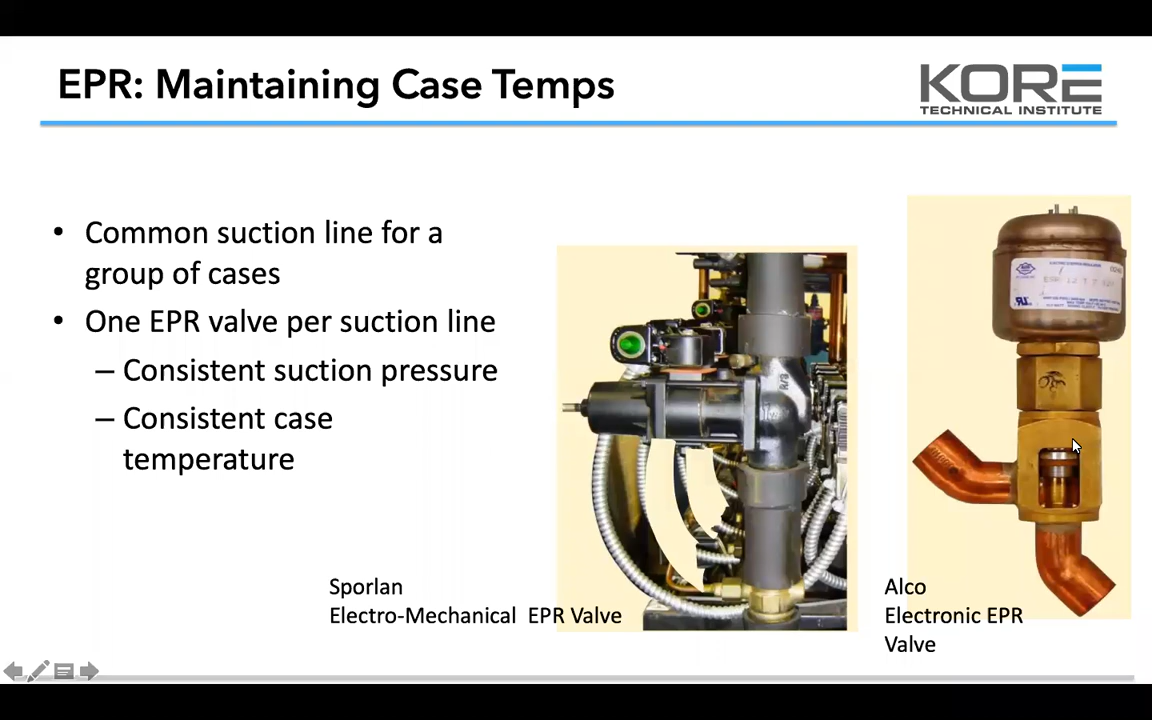 EPR: Maintaining Case Temps
KORE
TECHNICAL INSTITUTE
• Common suction line for a
group of cases
• One EPR valve per suction line
– Consistent suction pressure
– Consistent case
temperature
Sporlan
Electro-Mechanical EPR Valve
Alco
Electronic EPR
Valve